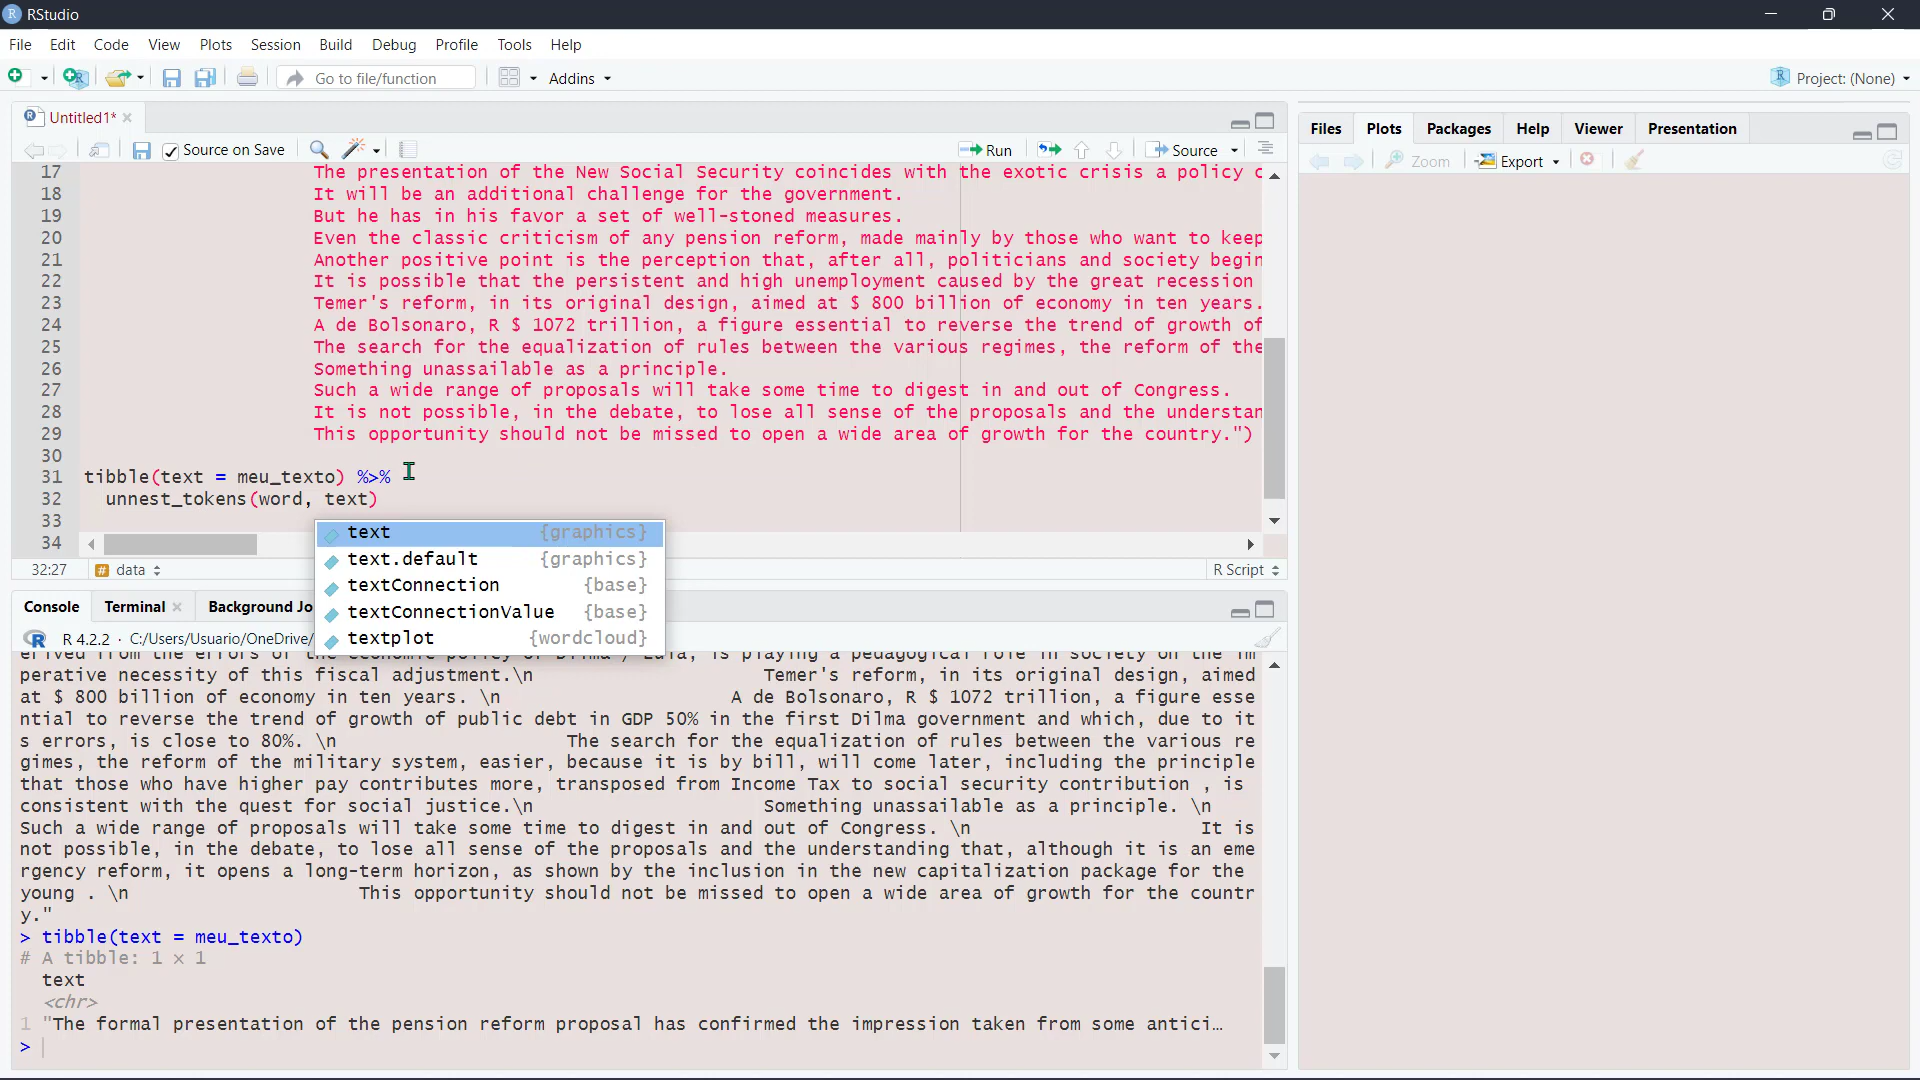 RStudio
File Edit Code View Plots Session Build Debug Profile Tools Help
Go to file/function Addins Project: (None)
Untitled1* Files Plots Packages Help Viewer Presentation
Source on Save Run Source Zoom Export
17 The presentation of the New Social Security coincides with the exotic crisis a policy c
18 It will be an additional challenge for the government.
19 But he has in his favor a set of well-stoned measures.
20 Even the classic criticism of any pension reform, made mainly by those who want to keep
21 Another positive point is the perception that, after all, politicians and society begin
22 It is possible that the persistent and high unemployment caused by the great recession
23 Temer's reform, in its original design, aimed at $ 800 billion of economy in ten years.
24 A de Bolsonaro, R $ 1072 trillion, a figure essential to reverse the trend of growth of
25 The search for the equalization of rules between the various regimes, the reform of the
26 Something unassailable as a principle.
27 Such a wide range of proposals will take some time to digest in and out of Congress.
28 It is not possible, in the debate, to lose all sense of the proposals and the understan
29 This opportunity should not be missed to open a wide area of growth for the country.")
30
31 tibble(text = meu_texto) %>%
32 unnest_tokens(word, text)
33
34
text {graphics}
text.default {graphics}
textConnection {base}
textConnectionValue {base}
textplot {wordcloud}
32:27 # data R Script
Console Terminal Background Jo
R R 4.2.2 · C:/Users/Usuario/OneDrive/
erived from the errors of the economic policy of Dilma / Lula, is playing a pedagogical role in society on the im
perative necessity of this fiscal adjustment.\n Temer's reform, in its original design, aimed
at $ 800 billion of economy in ten years. \n A de Bolsonaro, R $ 1072 trillion, a figure esse
ntial to reverse the trend of growth of public debt in GDP 50% in the first Dilma government and which, due to it
s errors, is close to 80%. \n The search for the equalization of rules between the various re
gimes, the reform of the military system, easier, because it is by bill, will come later, including the principle
that those who have higher pay contributes more, transposed from Income Tax to social security contribution , is
consistent with the quest for social justice.\n Something unassailable as a principle. \n
Such a wide range of proposals will take some time to digest in and out of Congress. \n It is
not possible, in the debate, to lose all sense of the proposals and the understanding that, although it is an eme
rgency reform, it opens a long-term horizon, as shown by the inclusion in the new capitalization package for the
young . \n This opportunity should not be missed to open a wide area of growth for the countr
y."
> tibble(text = meu_texto)
# A tibble: 1 × 1
text
<chr>
1 "The formal presentation of the pension reform proposal has confirmed the impression taken from some antici…
>